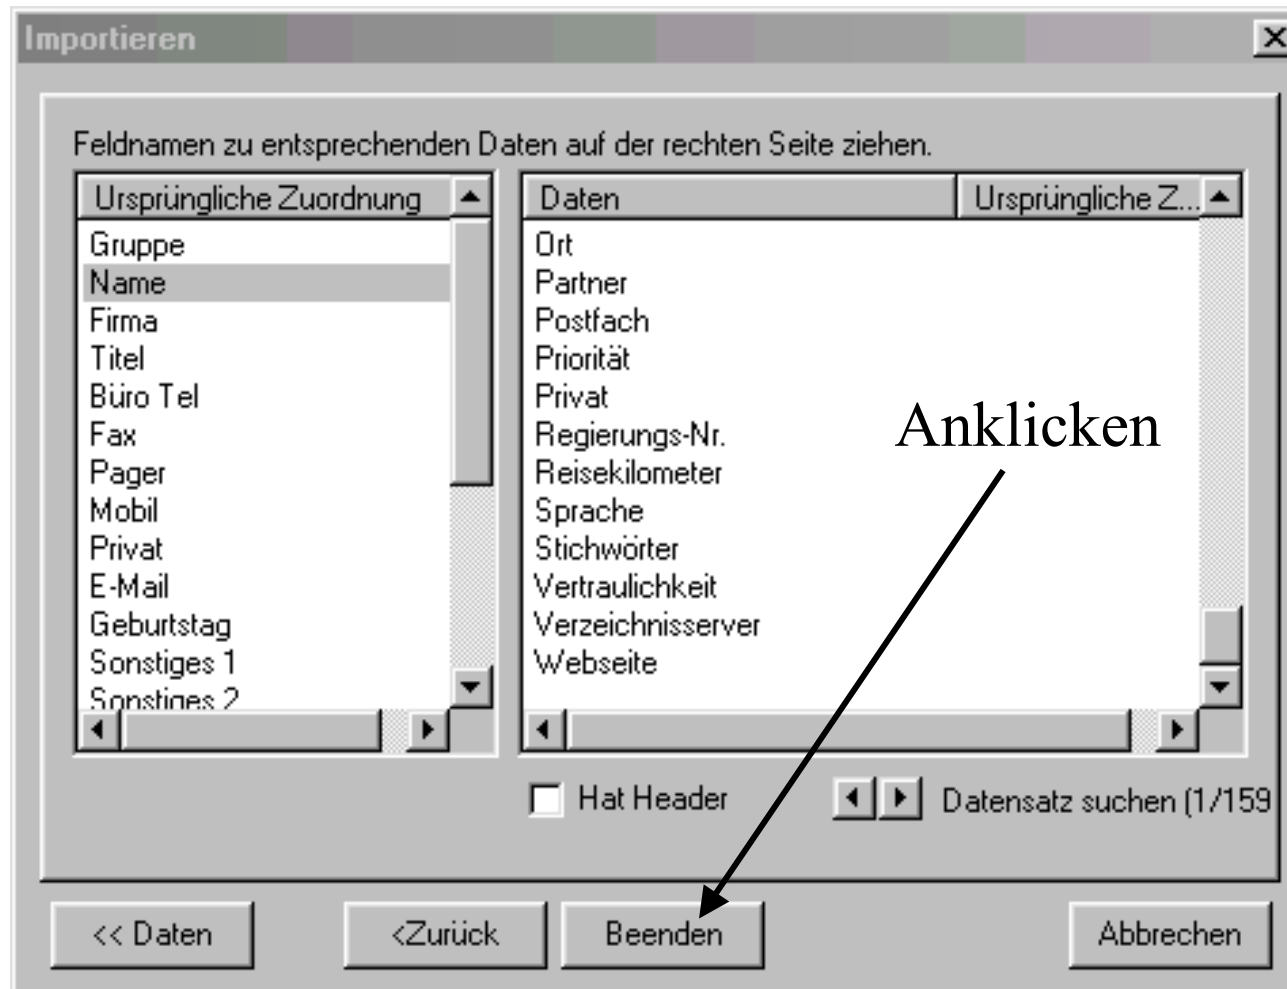 Importieren
Feldnamen zu entsprechenden Daten auf der rechten Seite ziehen.
Ursprüngliche Zuordnung
Gruppe
Name
Firma
Titel
Büro Tel
Fax
Pager
Mobil
Privat
E-Mail
Geburtstag
Sonstiges 1
Sonstiges 2
Daten Ursprüngliche Z...
Ort
Partner
Postfach
Priorität
Privat
Regierungs-Nr.
Reisekilometer
Sprache
Stichwörter
Vertraulichkeit
Verzeichnisserver
Webseite
Anklicken
Hat Header
Datensatz suchen (1/159
<< Daten <Zurück Beenden Abbrechen